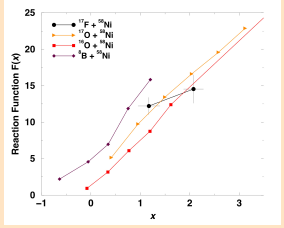 25
20
15
10
5
0
Reaction Function F(x)
¹⁷F + ⁵⁸Ni
¹⁷O + ⁵⁸Ni
¹⁶O + ⁵⁸Ni
⁸B + ⁵⁸Ni
−1 0 1 2 3
x